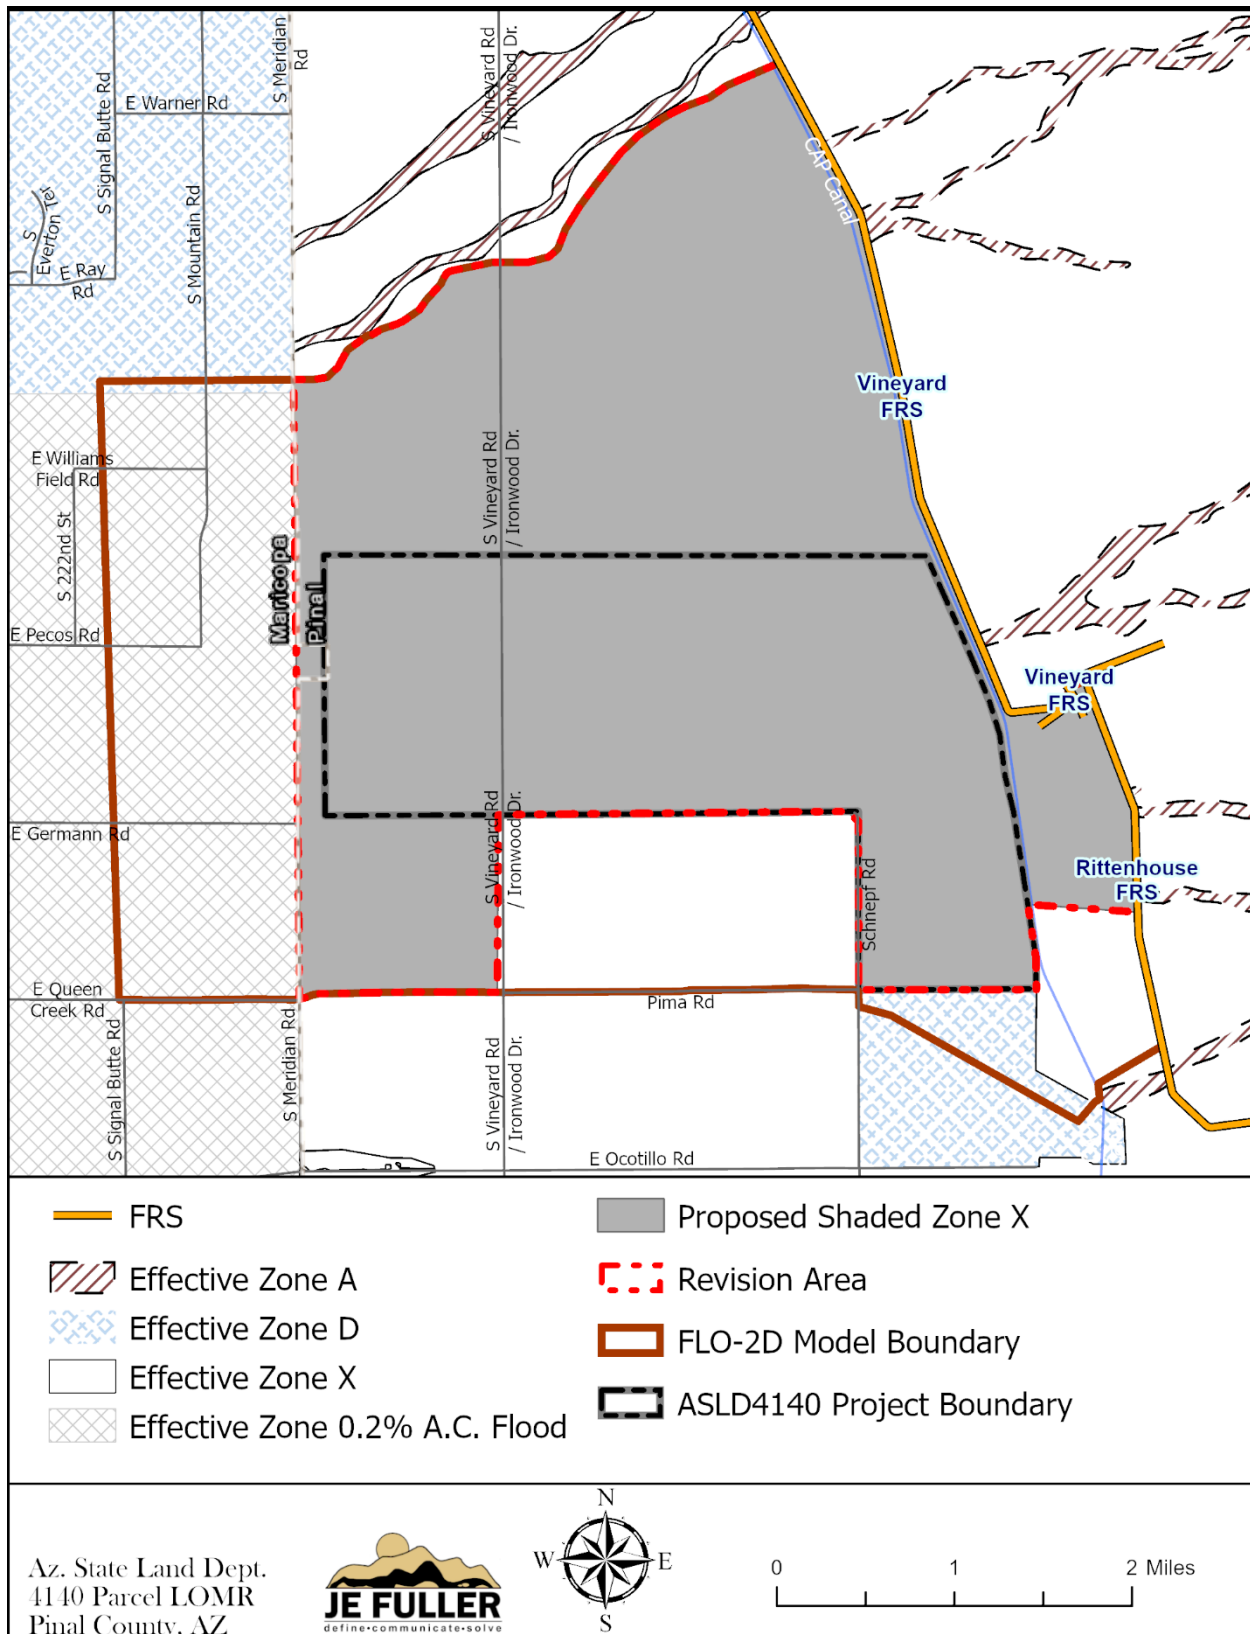 S Meridian
Rd
S Vineyard Rd
/ Ironwood Dr.
S Signal Butte Rd
E Warner Rd
CAP Canal
S
Everton Ter
S Mountain Rd
E Ray
Rd
Vineyard
FRS
E Williams
Field Rd
S Vineyard Rd
/ Ironwood Dr.
S 222nd St
Maricopa
Pinal
E Pecos Rd
Vineyard
FRS
E Germann Rd
S Vineyard Rd
/ Ironwood Dr.
Schnepf Rd
Rittenhouse
FRS
E Queen
Creek Rd
Pima Rd
S Signal Butte Rd
S Meridian Rd
S Vineyard Rd
/ Ironwood Dr.
E Ocotillo Rd
FRS
Effective Zone A
Effective Zone D
Effective Zone X
Effective Zone 0.2% A.C. Flood
Proposed Shaded Zone X
Revision Area
FLO-2D Model Boundary
ASLD4140 Project Boundary
Az. State Land Dept.
4140 Parcel LOMR
Pinal County, AZ
JE FULLER
define•communicate•solve
N
W
E
S
0
1
2 Miles